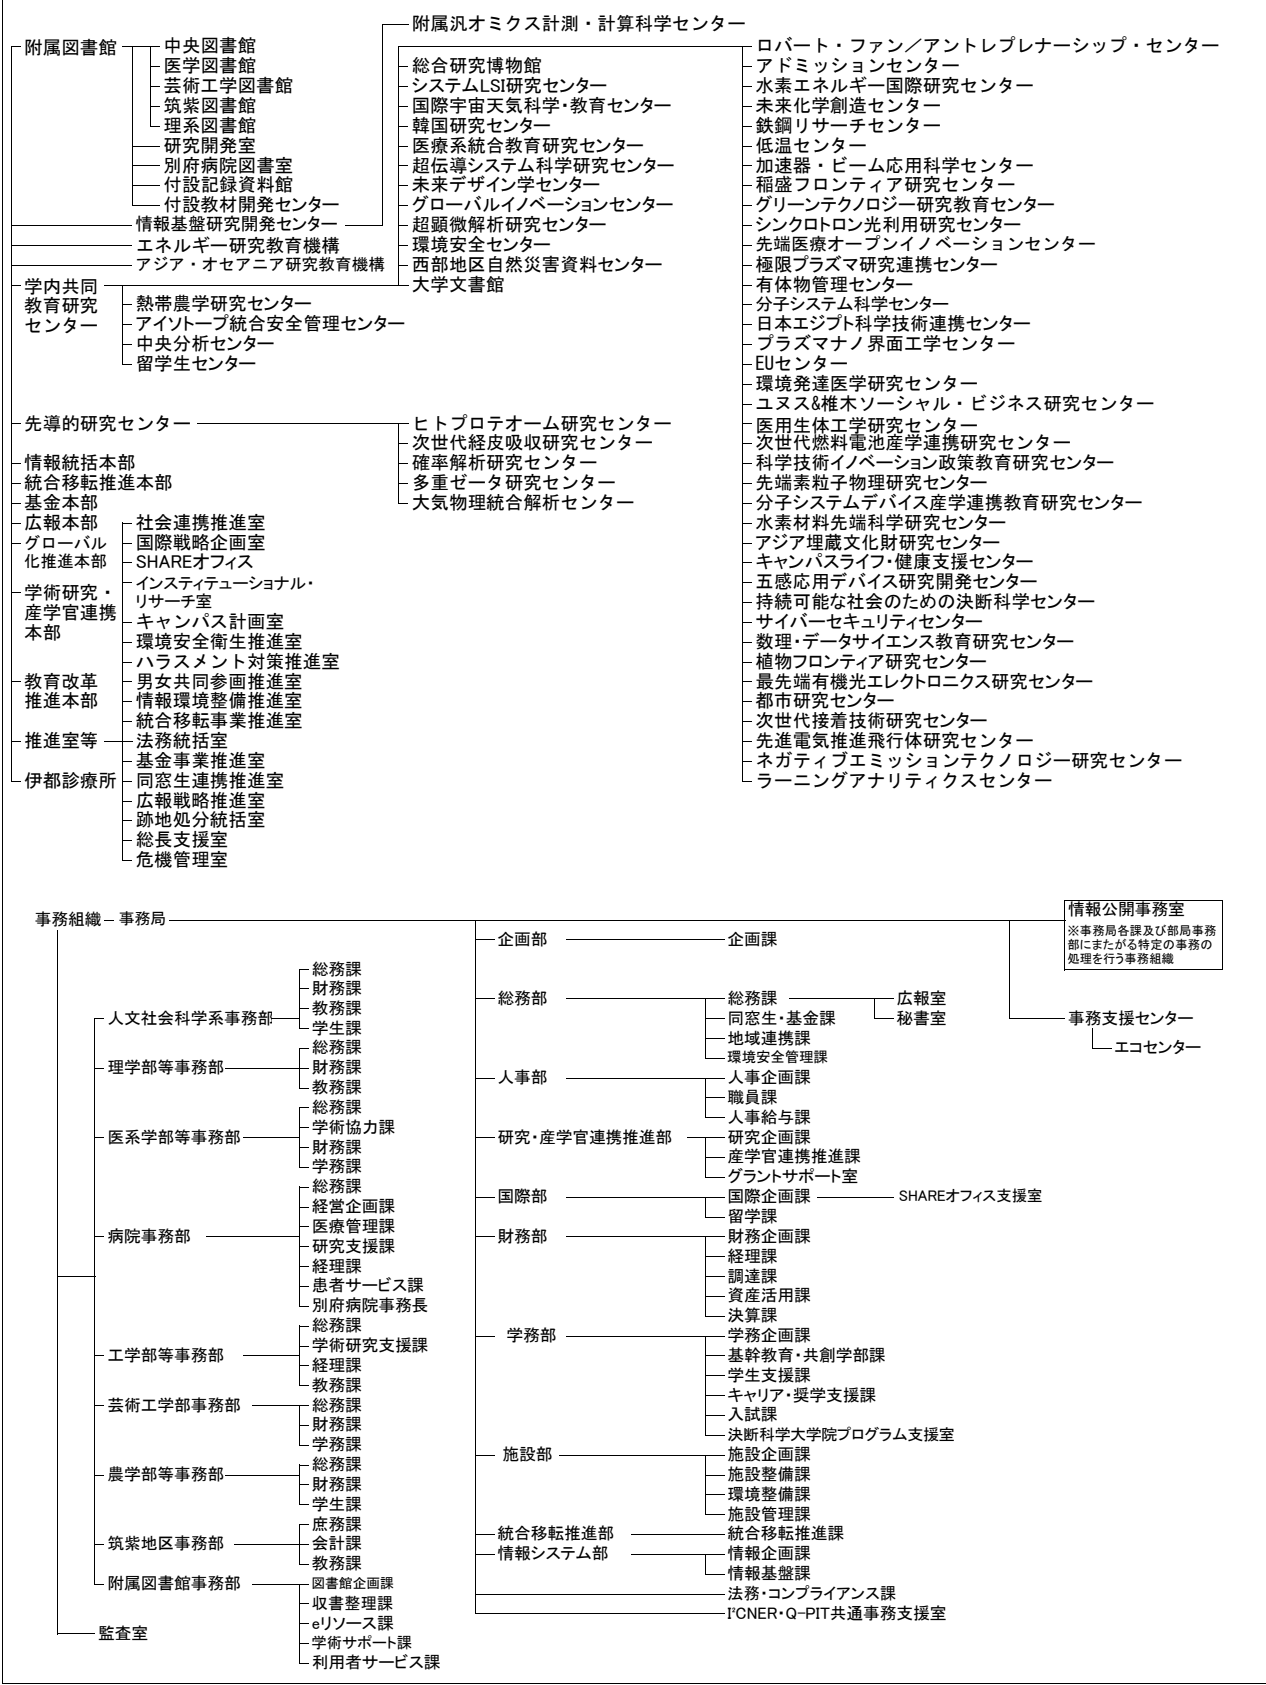 附属図書館
中央図書館
医学図書館
芸術工学図書館
筑紫図書館
理系図書館
研究開発室
別府病院図書室
付設記録資料館
付設教材開発センター
情報基盤研究開発センター
附属汎オミクス計測・計算科学センター
エネルギー研究教育機構
アジア・オセアニア研究教育機構
学内共同
教育研究
センター
熱帯農学研究センター
アイソトープ統合安全管理センター
中央分析センター
留学生センター
総合研究博物館
システムLSI研究センター
国際宇宙天気科学・教育センター
韓国研究センター
医療系統合教育研究センター
超伝導システム科学研究センター
未来デザイン学センター
グローバルイノベーションセンター
超顕微解析研究センター
環境安全センター
西部地区自然災害資料センター
大学文書館
ロバート・ファン／アントレプレナーシップ・センター
アドミッションセンター
水素エネルギー国際研究センター
未来化学創造センター
鉄鋼リサーチセンター
低温センター
加速器・ビーム応用科学センター
稲盛フロンティア研究センター
グリーンテクノロジー研究教育センター
シンクロトロン光利用研究センター
先端医療オープンイノベーションセンター
極限プラズマ研究連携センター
有体物管理センター
分子システム科学センター
日本エジプト科学技術連携センター
プラズマナノ界面工学センター
EUセンター
環境発達医学研究センター
ユヌス&椎木ソーシャル・ビジネス研究センター
医用生体工学研究センター
次世代燃料電池産学連携研究センター
科学技術イノベーション政策教育研究センター
先端素粒子物理研究センター
分子システムデバイス産学連携教育研究センター
水素材料先端科学研究センター
アジア埋蔵文化財研究センター
キャンパスライフ・健康支援センター
五感応用デバイス研究開発センター
持続可能な社会のための決断科学センター
サイバーセキュリティセンター
数理・データサイエンス教育研究センター
植物フロンティア研究センター
最先端有機光エレクトロニクス研究センター
都市研究センター
次世代接着技術研究センター
先進電気推進飛行体研究センター
ネガティブエミッションテクノロジー研究センター
ラーニングアナリティクスセンター
先導的研究センター
ヒトプロテオーム研究センター
次世代経皮吸収研究センター
確率解析研究センター
多重ゼータ研究センター
大気物理統合解析センター
情報統括本部
統合移転推進本部
基金本部
広報本部
グローバル
化推進本部
学術研究・
産学官連携
本部
教育改革
推進本部
推進室等
伊都診療所
社会連携推進室
国際戦略企画室
SHAREオフィス
インスティテューショナル・
リサーチ室
キャンパス計画室
環境安全衛生推進室
ハラスメント対策推進室
男女共同参画推進室
情報環境整備推進室
統合移転事業推進室
法務統括室
基金事業推進室
同窓生連携推進室
広報戦略推進室
跡地処分統括室
総長支援室
危機管理室
事務組織
事務局
人文社会科学系事務部
総務課
財務課
教務課
学生課
理学部等事務部
総務課
財務課
教務課
医系学部等事務部
総務課
学術協力課
財務課
学務課
病院事務部
総務課
経営企画課
医療管理課
研究支援課
経理課
患者サービス課
別府病院事務長
工学部等事務部
総務課
学術研究支援課
経理課
教務課
芸術工学部事務部
総務課
財務課
学務課
農学部等事務部
総務課
財務課
学生課
筑紫地区事務部
庶務課
会計課
教務課
附属図書館事務部
図書館企画課
収書整理課
eリソース課
学術サポート課
利用者サービス課
監査室
企画部
企画課
総務部
総務課
広報室
秘書室
同窓生・基金課
地域連携課
環境安全管理課
人事部
人事企画課
職員課
人事給与課
研究・産学官連携推進部
研究企画課
産学官連携推進課
グラントサポート室
国際部
国際企画課
SHAREオフィス支援室
留学課
財務部
財務企画課
経理課
調達課
資産活用課
決算課
学務部
学務企画課
基幹教育・共創学部課
学生支援課
キャリア・奨学支援課
入試課
決断科学大学院プログラム支援室
施設部
施設企画課
施設整備課
環境整備課
施設管理課
統合移転推進部
統合移転推進課
情報システム部
情報企画課
情報基盤課
法務・コンプライアンス課
I²CNER・Q-PIT共通事務支援室
情報公開事務室
※事務局各課及び部局事務
部にまたがる特定の事務の
処理を行う事務組織
事務支援センター
エコセンター